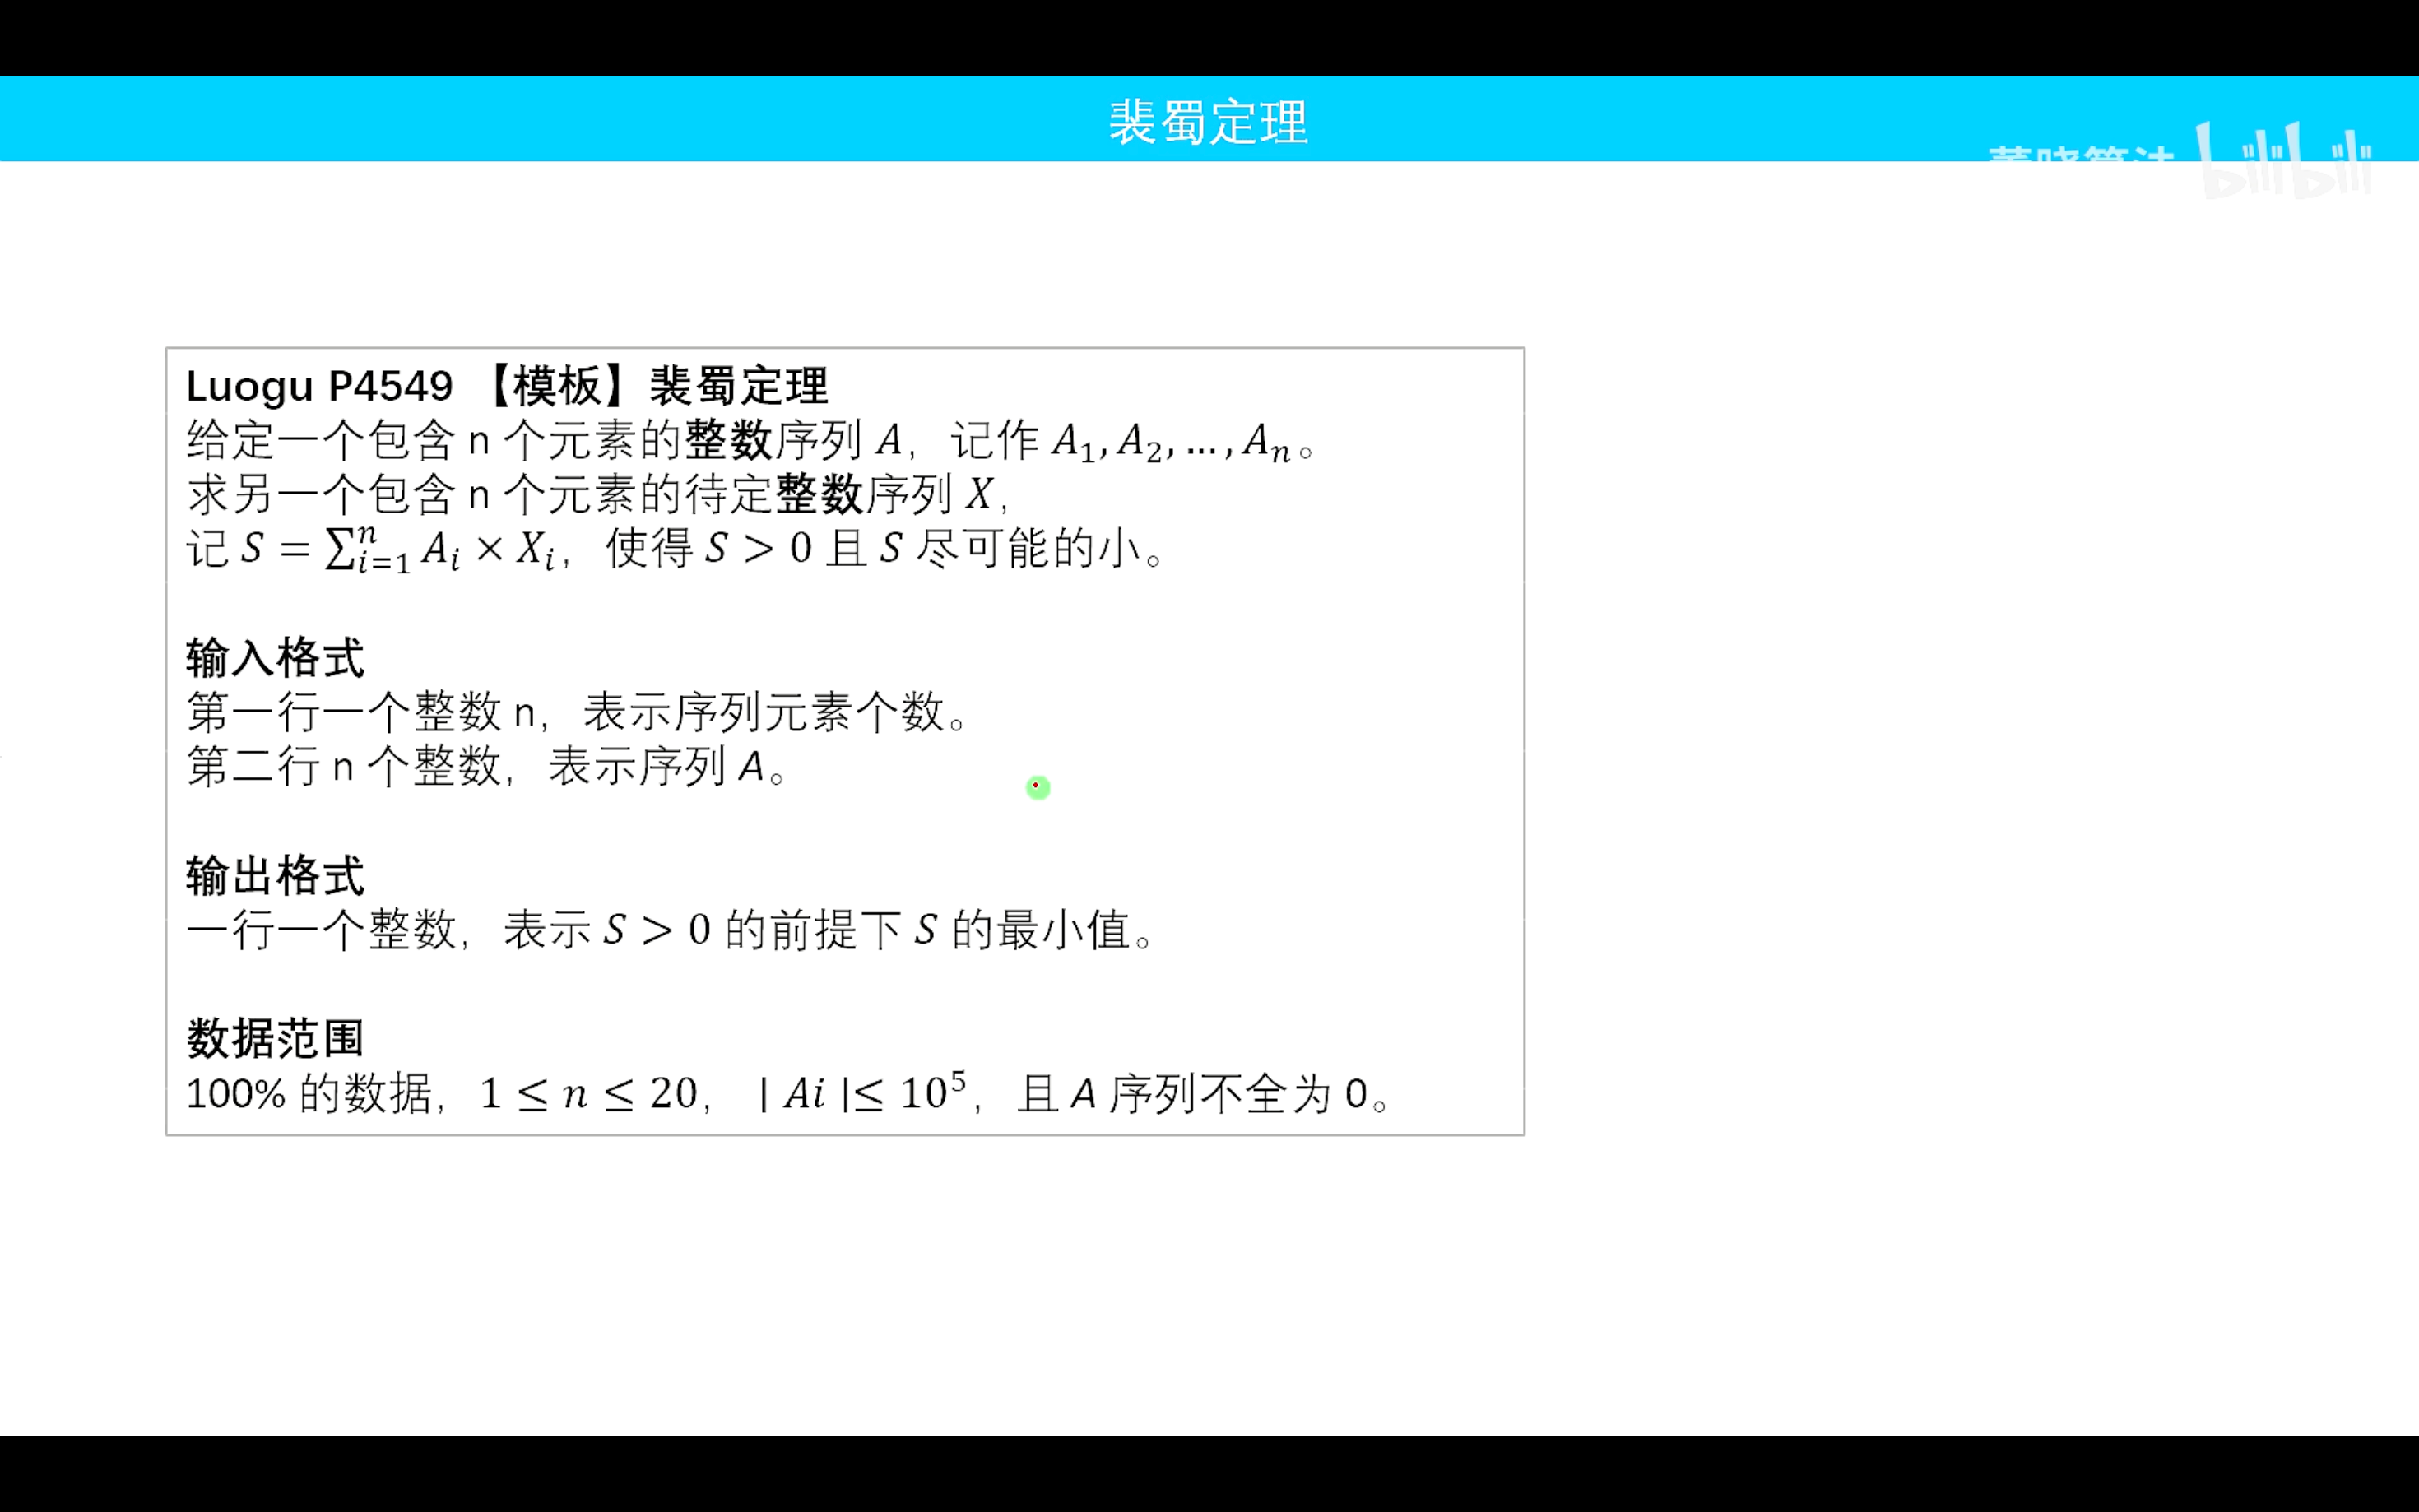 裴蜀定理
董晓算法 bilibili
Luogu P4549 【模板】裴蜀定理
给定一个包含 n 个元素的整数序列 A，记作 A₁, A₂, ..., Aₙ。
求另一个包含 n 个元素的待定整数序列 X，
记 S = ∑ⁿᵢ₌₁ Aᵢ × Xᵢ，使得 S > 0 且 S 尽可能的小。
输入格式
第一行一个整数 n，表示序列元素个数。
第二行 n 个整数，表示序列 A。
输出格式
一行一个整数，表示 S > 0 的前提下 S 的最小值。
数据范围
100% 的数据，1 ≤ n ≤ 20，| Ai |≤ 10⁵，且 A 序列不全为 0。